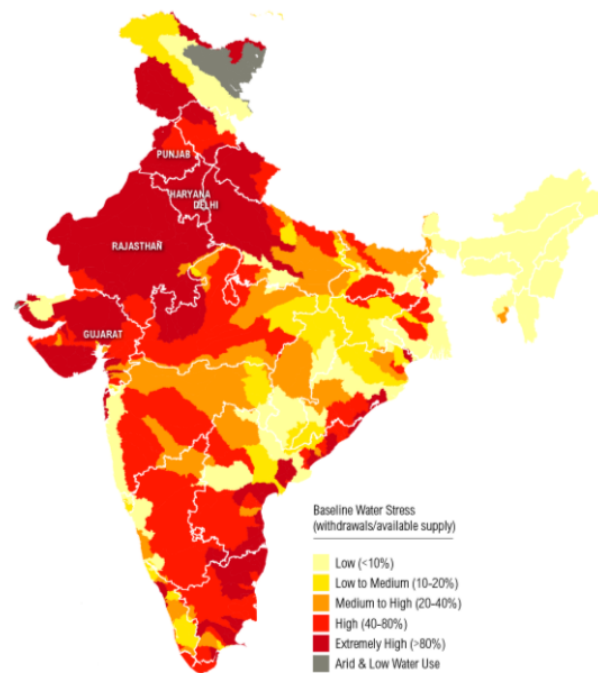 PUNJAB
HARYANA
DELHI
RAJASTHAN
GUJARAT
Baseline Water Stress
(withdrawals/available supply)
Low (<10%)
Low to Medium (10-20%)
Medium to High (20-40%)
High (40-80%)
Extremely High (>80%)
Arid & Low Water Use